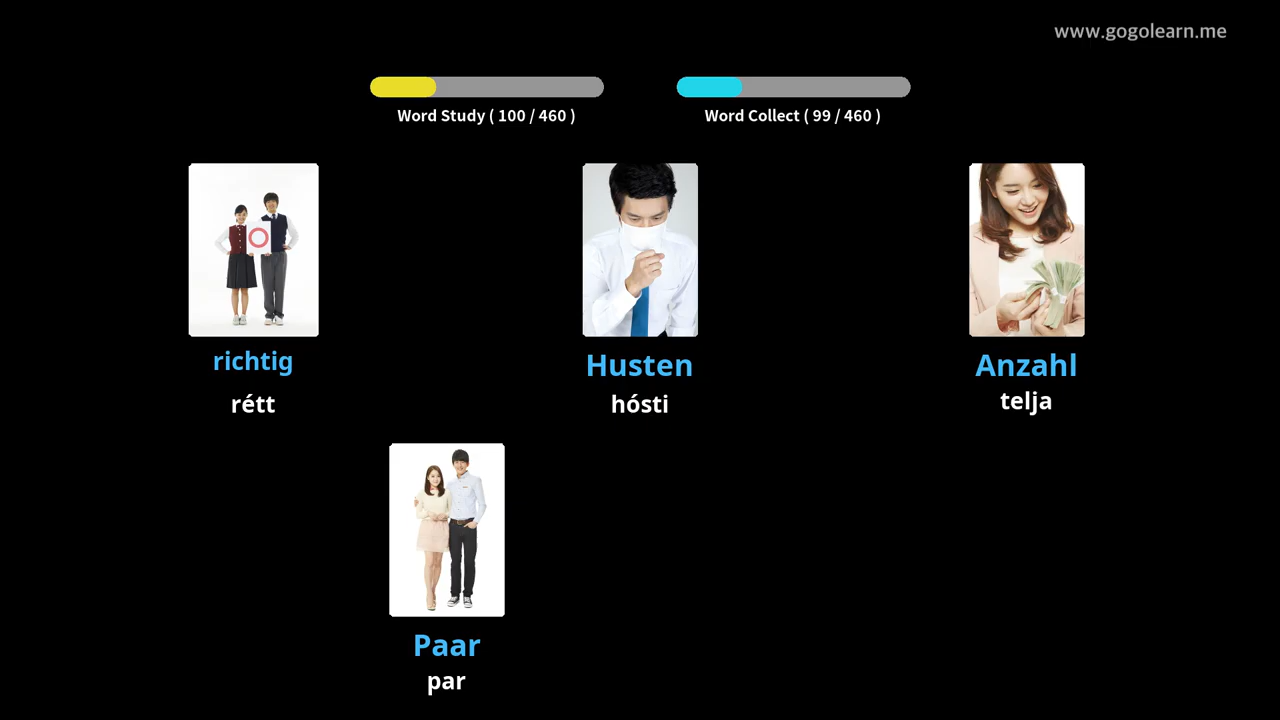 www.gogolearn.me
Word Study ( 100 / 460 )
Word Collect ( 99 / 460 )
richtig
rétt
Husten
hósti
Anzahl
telja
Paar
par